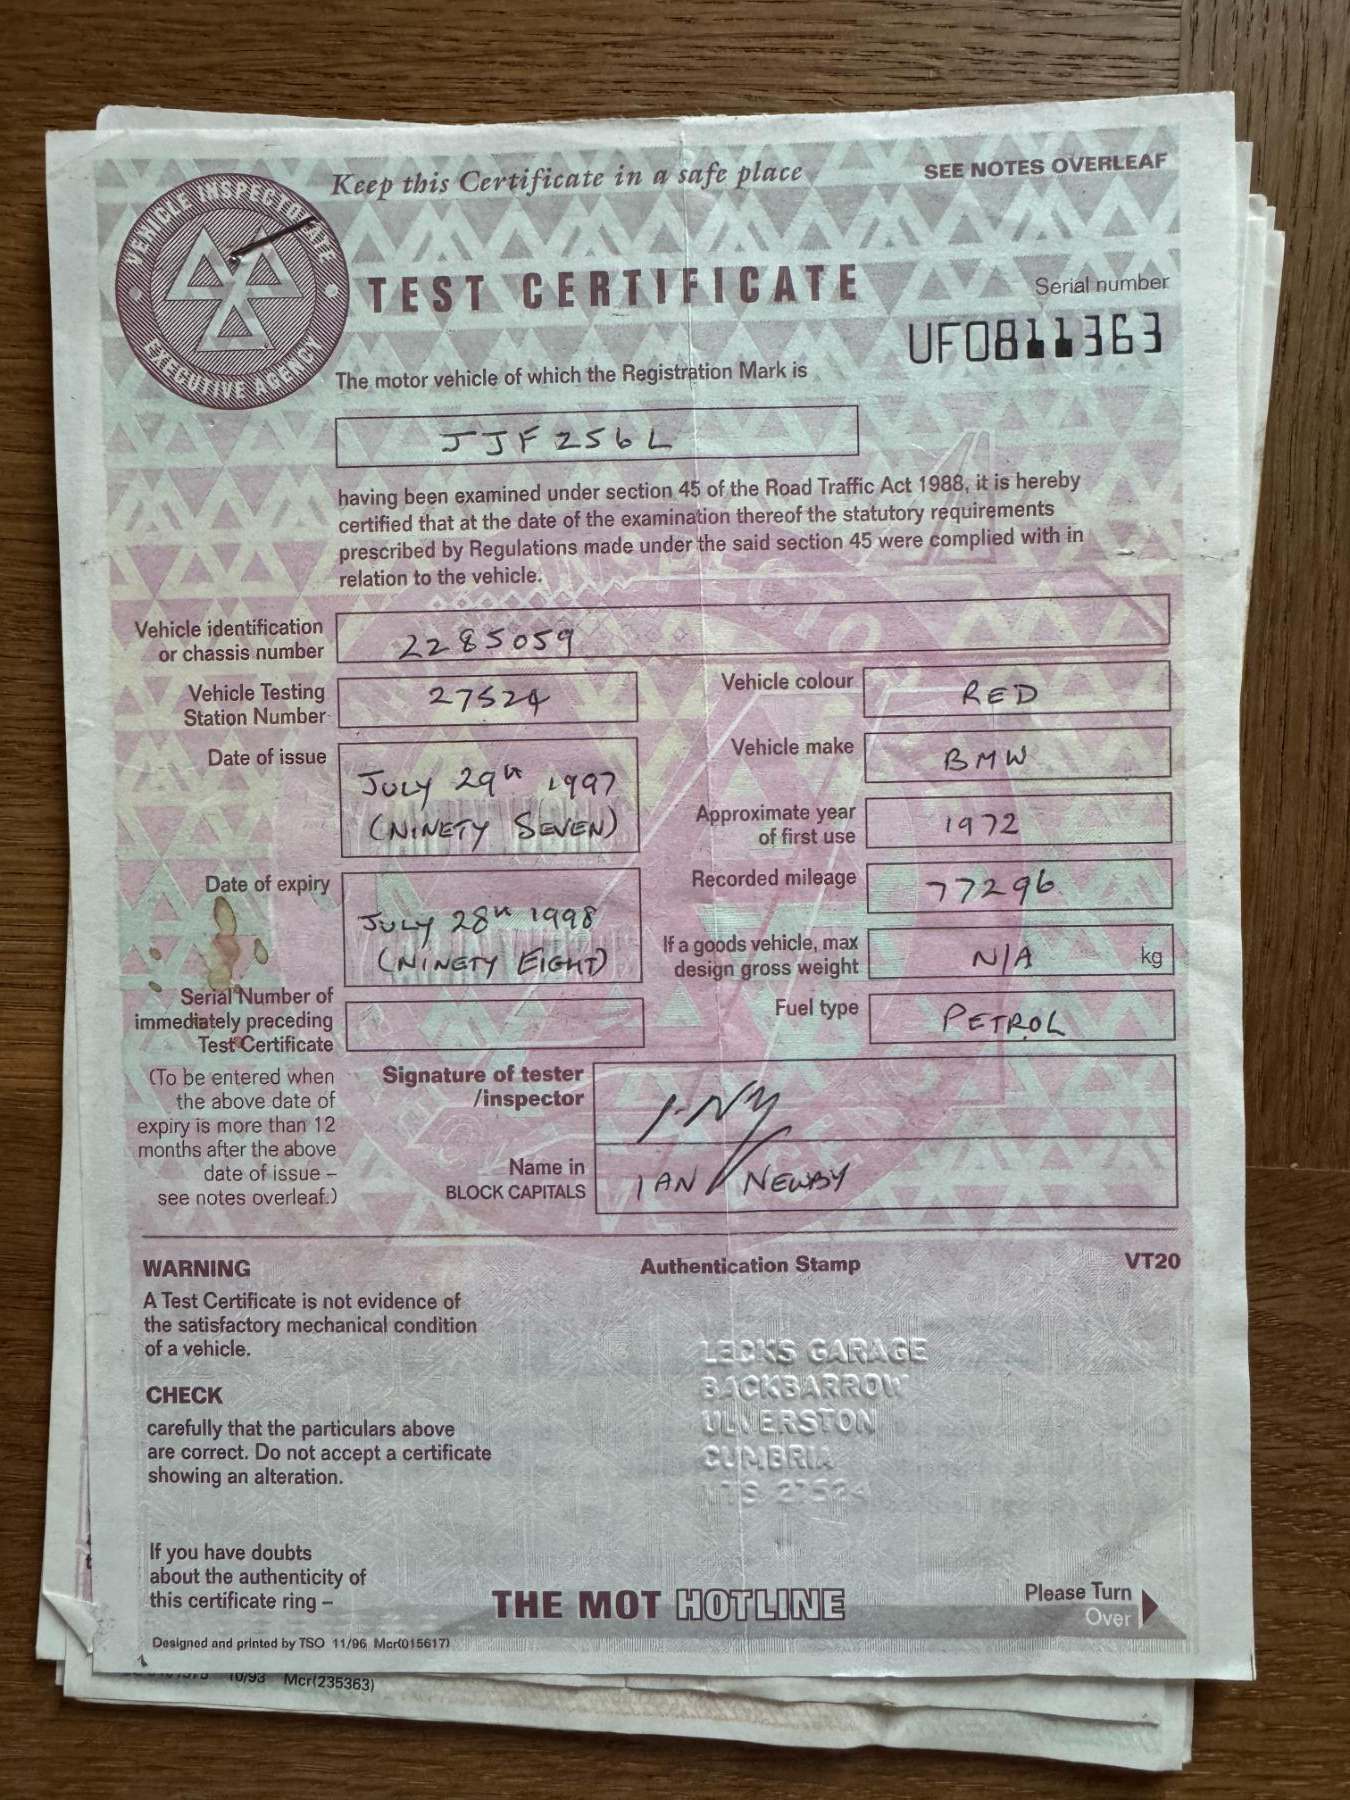 Keep this Certificate in a safe place
SEE NOTES OVERLEAF
VEHICLE INSPECTORATE
EXECUTIVE AGENCY
TEST CERTIFICATE
Serial number
UF0811363
The motor vehicle of which the Registration Mark is
JJF 256L
having been examined under section 45 of the Road Traffic Act 1988, it is hereby
certified that at the date of the examination thereof the statutory requirements
prescribed by Regulations made under the said section 45 were complied with in
relation to the vehicle.
Vehicle identification
or chassis number
2285059
Vehicle Testing
Station Number
27524
Vehicle colour
RED
Date of issue
JULY 29th 1997
(NINETY SEVEN)
Vehicle make
BMW
Approximate year
of first use
1972
Date of expiry
JULY 28th 1998
(NINETY EIGHT)
Recorded mileage
77296
If a goods vehicle, max
design gross weight
N/A kg
Serial Number of
immediately preceding
Test Certificate
Fuel type
PETROL
(To be entered when
the above date of
expiry is more than 12
months after the above
date of issue –
see notes overleaf.)
Signature of tester
/inspector
Name in
BLOCK CAPITALS
IAN NEWBY
WARNING
A Test Certificate is not evidence of
the satisfactory mechanical condition
of a vehicle.
Authentication Stamp
VT20
LECKS GARAGE
BACKBARROW
ULVERSTON
CUMBRIA
VTS 27524
CHECK
carefully that the particulars above
are correct. Do not accept a certificate
showing an alteration.
If you have doubts
about the authenticity of
this certificate ring –
THE MOT HOTLINE
Please Turn
Over
Designed and printed by TSO 11/96 Mcr(015617)
10/93 Mcr(235363)